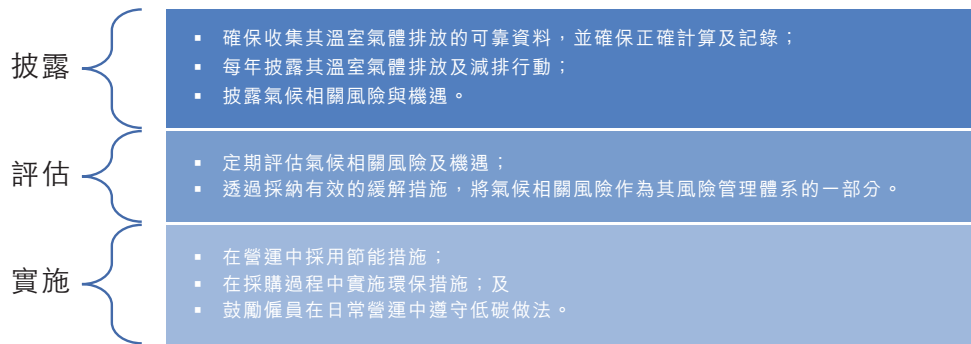 披露
▪ 確保收集其溫室氣體排放的可靠資料，並確保正確計算及記錄；
▪ 每年披露其溫室氣體排放及減排行動；
▪ 披露氣候相關風險與機遇。
評估
▪ 定期評估氣候相關風險及機遇；
▪ 透過採納有效的緩解措施，將氣候相關風險作為其風險管理體系的一部分。
實施
▪ 在營運中採用節能措施；
▪ 在採購過程中實施環保措施；及
▪ 鼓勵僱員在日常營運中遵守低碳做法。